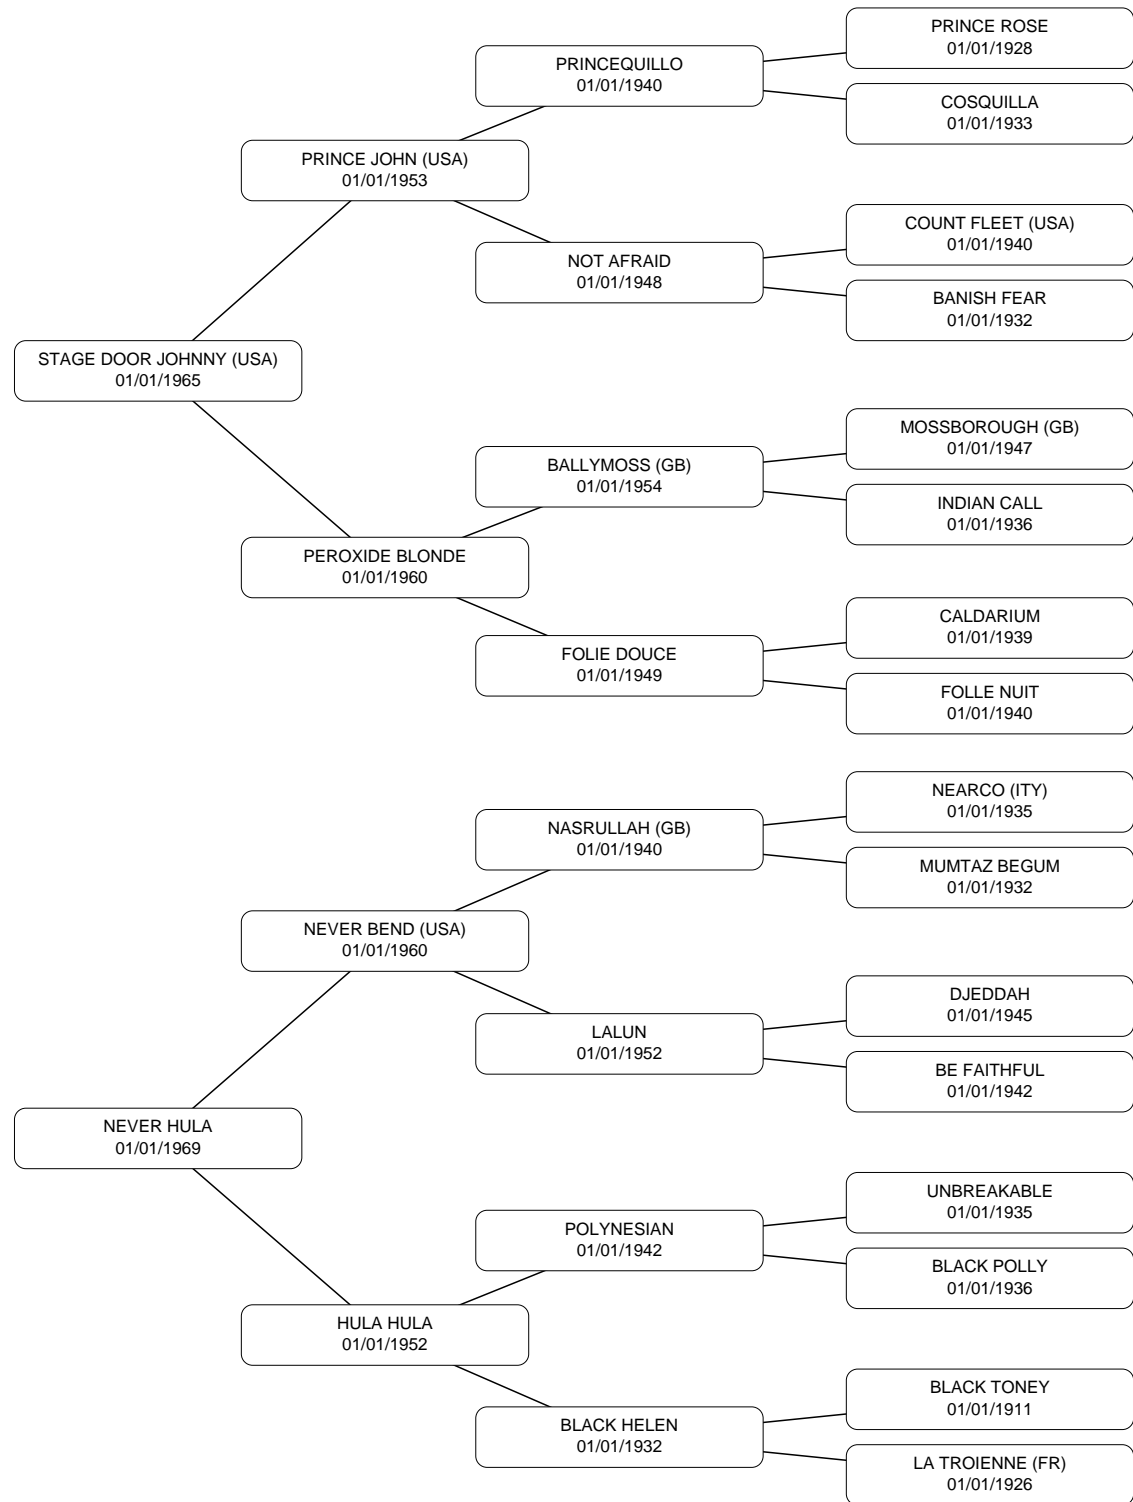 PRINCE ROSE
01/01/1928
PRINCEQUILLO
01/01/1940
COSQUILLA
01/01/1933
PRINCE JOHN (USA)
01/01/1953
COUNT FLEET (USA)
01/01/1940
NOT AFRAID
01/01/1948
BANISH FEAR
01/01/1932
STAGE DOOR JOHNNY (USA)
01/01/1965
MOSSBOROUGH (GB)
01/01/1947
BALLYMOSS (GB)
01/01/1954
INDIAN CALL
01/01/1936
PEROXIDE BLONDE
01/01/1960
CALDARIUM
01/01/1939
FOLIE DOUCE
01/01/1949
FOLLE NUIT
01/01/1940
NEARCO (ITY)
01/01/1935
NASRULLAH (GB)
01/01/1940
MUMTAZ BEGUM
01/01/1932
NEVER BEND (USA)
01/01/1960
DJEDDAH
01/01/1945
LALUN
01/01/1952
BE FAITHFUL
01/01/1942
NEVER HULA
01/01/1969
UNBREAKABLE
01/01/1935
POLYNESIAN
01/01/1942
BLACK POLLY
01/01/1936
HULA HULA
01/01/1952
BLACK TONEY
01/01/1911
BLACK HELEN
01/01/1932
LA TROIENNE (FR)
01/01/1926